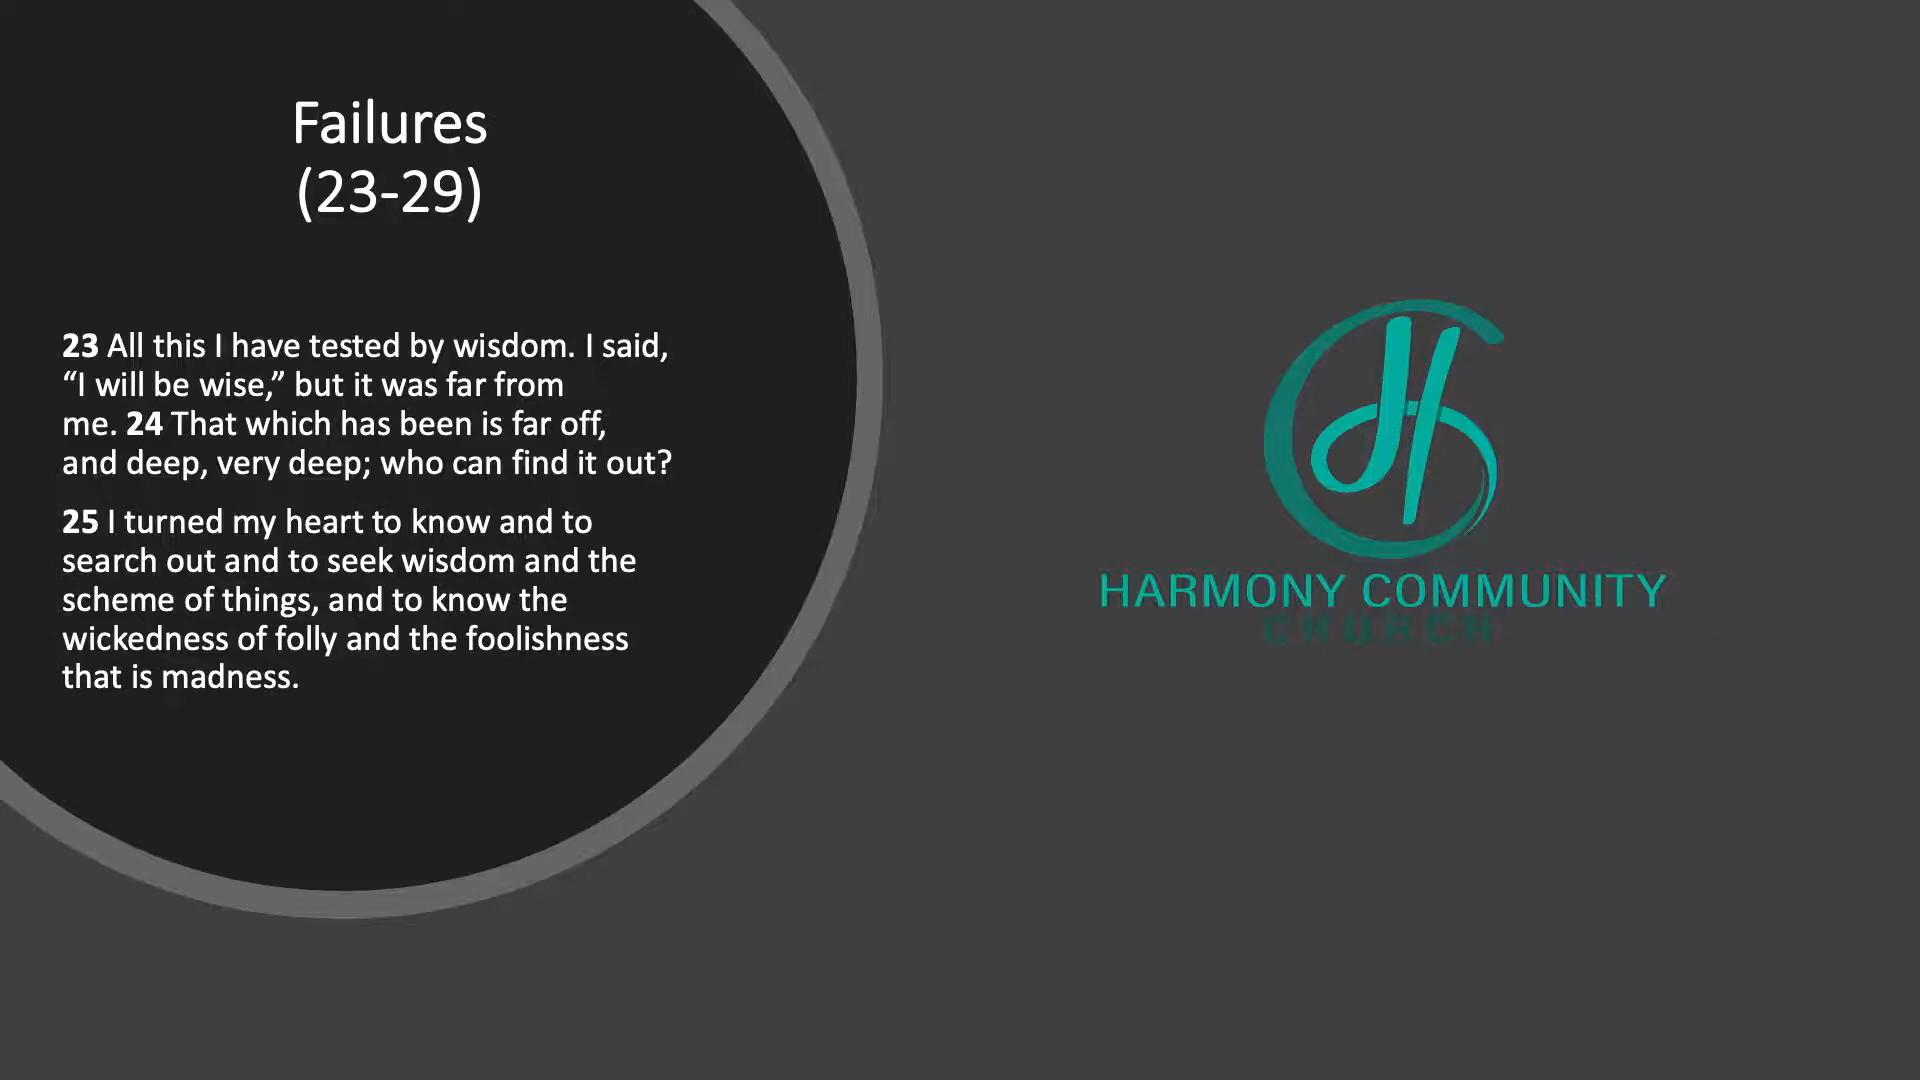 Failures
(23-29)
23 All this I have tested by wisdom. I said,
“I will be wise,” but it was far from
me. 24 That which has been is far off,
and deep, very deep; who can find it out?
25 I turned my heart to know and to
search out and to seek wisdom and the
scheme of things, and to know the
wickedness of folly and the foolishness
that is madness.
HARMONY COMMUNITY
CHURCH